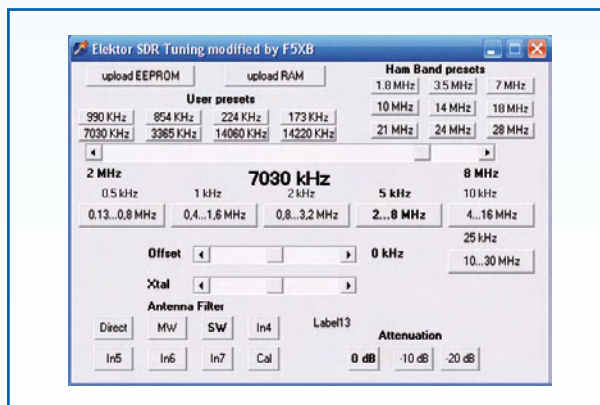 Elektor SDR Tuning modified by F5XB
upload EEPROM upload RAM Ham Band presets
1.8 MHz 3.5 MHz 7 MHz
User presets
10 MHz 14 MHz 18 MHz
990 KHz 854 KHz 224 KHz 173 KHz
7030 KHz 3365 KHz 14060 KHz 14220 KHz
21 MHz 24 MHz 28 MHz
2 MHz 7030 kHz 8 MHz
0.5 kHz 1 kHz 2 kHz 5 kHz 10 kHz
0.13...0,8 MHz 0,4...1,6 MHz 0,8...3,2 MHz 2...8 MHz 4...16 MHz
25 kHz
Offset 0 kHz 10...30 MHz
Xtal
Antenna Filter
Direct MW SW In4 Label13
Attenuation
In5 In6 In7 Cal 0 dB -10 dB -20 dB